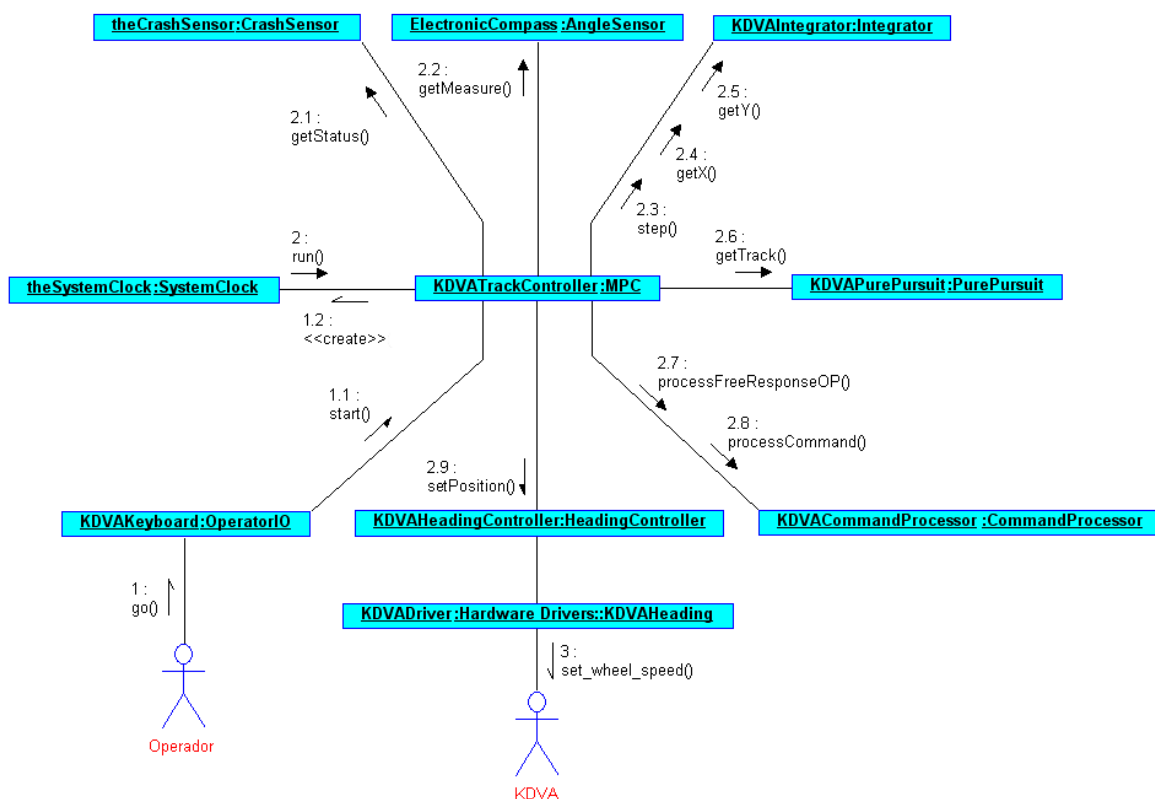 theCrashSensor:CrashSensor
ElectronicCompass :AngleSensor
KDVAIntegrator:Integrator
2.1 :
getStatus()
2.2 :
getMeasure()
2.5 :
getY()
2.4 :
getX()
2.3 :
step()
2 :
run()
2.6 :
getTrack()
theSystemClock:SystemClock
KDVATrackController:MPC
KDVAPurePursuit:PurePursuit
1.2 :
<<create>>
1.1 :
start()
2.7 :
processFreeResponseOP()
2.8 :
processCommand()
2.9 :
setPosition()
KDVAKeyboard:OperatorIO
KDVAHeadingController:HeadingController
KDVACommandProcessor :CommandProcessor
1 :
go()
KDVADriver:Hardware Drivers::KDVAHeading
3 :
set_wheel_speed()
Operador
KDVA